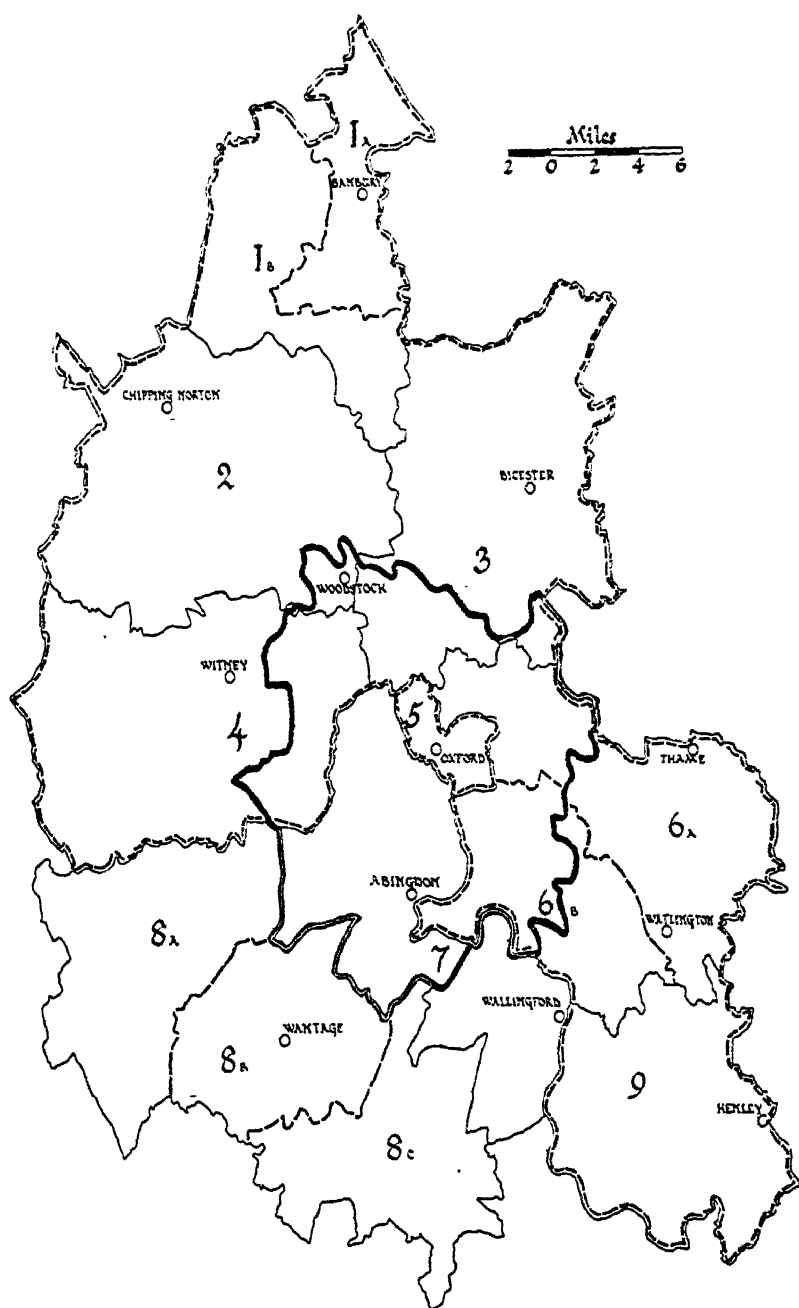 1A
Miles
2 0 2 4 6
BANBURY
1B
CHIPPING NORTON
2
BICESTER
3
WOODSTOCK
WITNEY
5
4
OXFORD
THAME
6A
ABINGDON
6B
8A
WATLINGTON
7
WALLINGFORD
WANTAGE
8B
9
HENLEY
8C